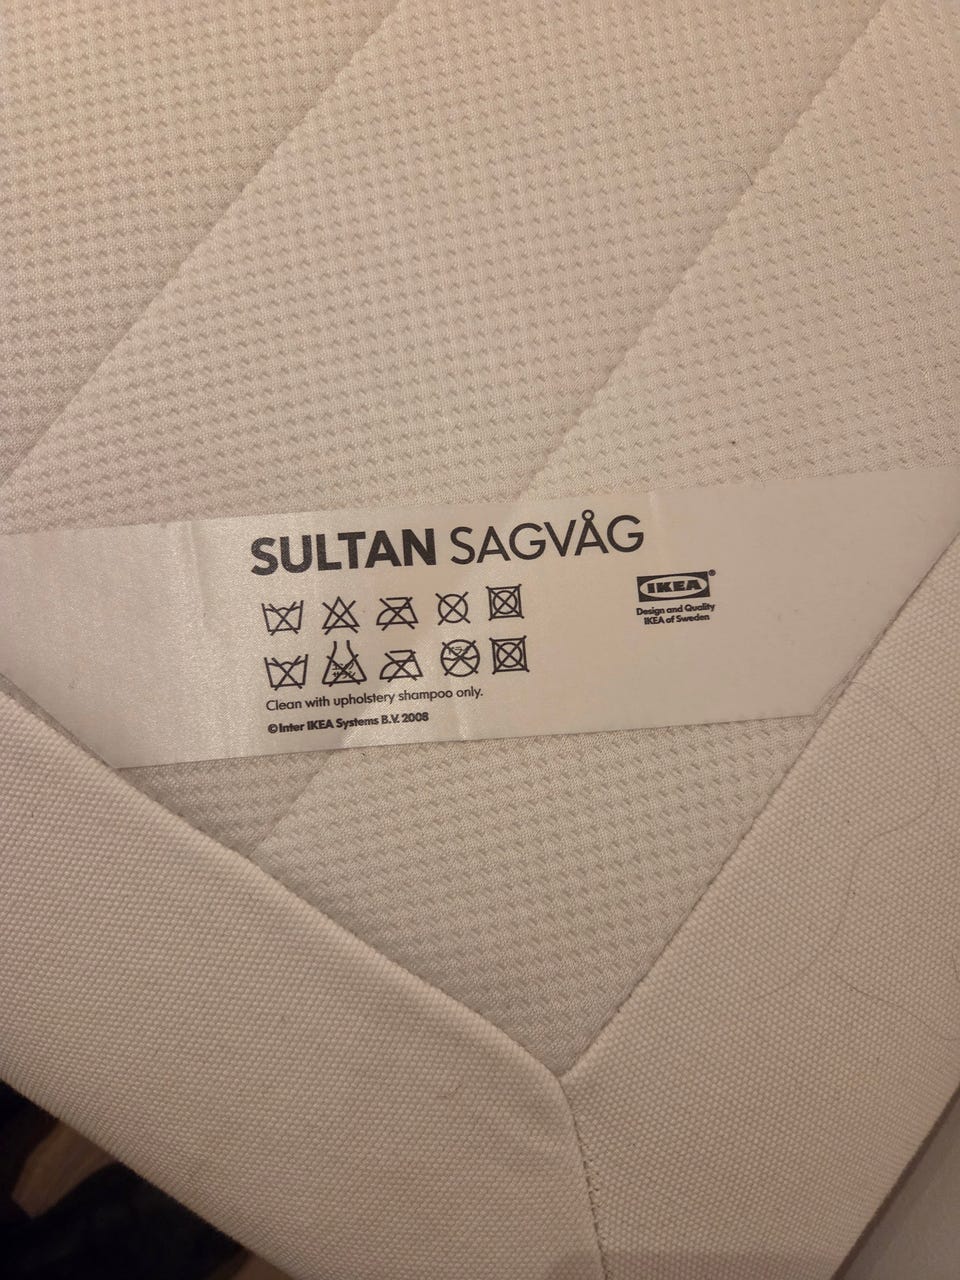 SULTAN SAGVÅG
IKEA®
Design and Quality
IKEA of Sweden
Clean with upholstery shampoo only.
©Inter IKEA Systems B.V. 2008